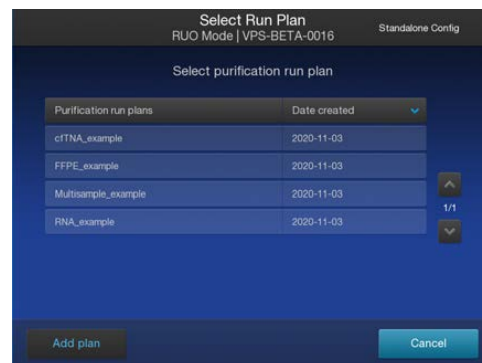 Select Run Plan
RUO Mode | VPS-BETA-0016
Standalone Config
Select purification run plan
Purification run plans Date created
cfTNA_example 2020-11-03
FFPE_example 2020-11-03
Multisample_example 2020-11-03
RNA_example 2020-11-03
1/1
Add plan Cancel